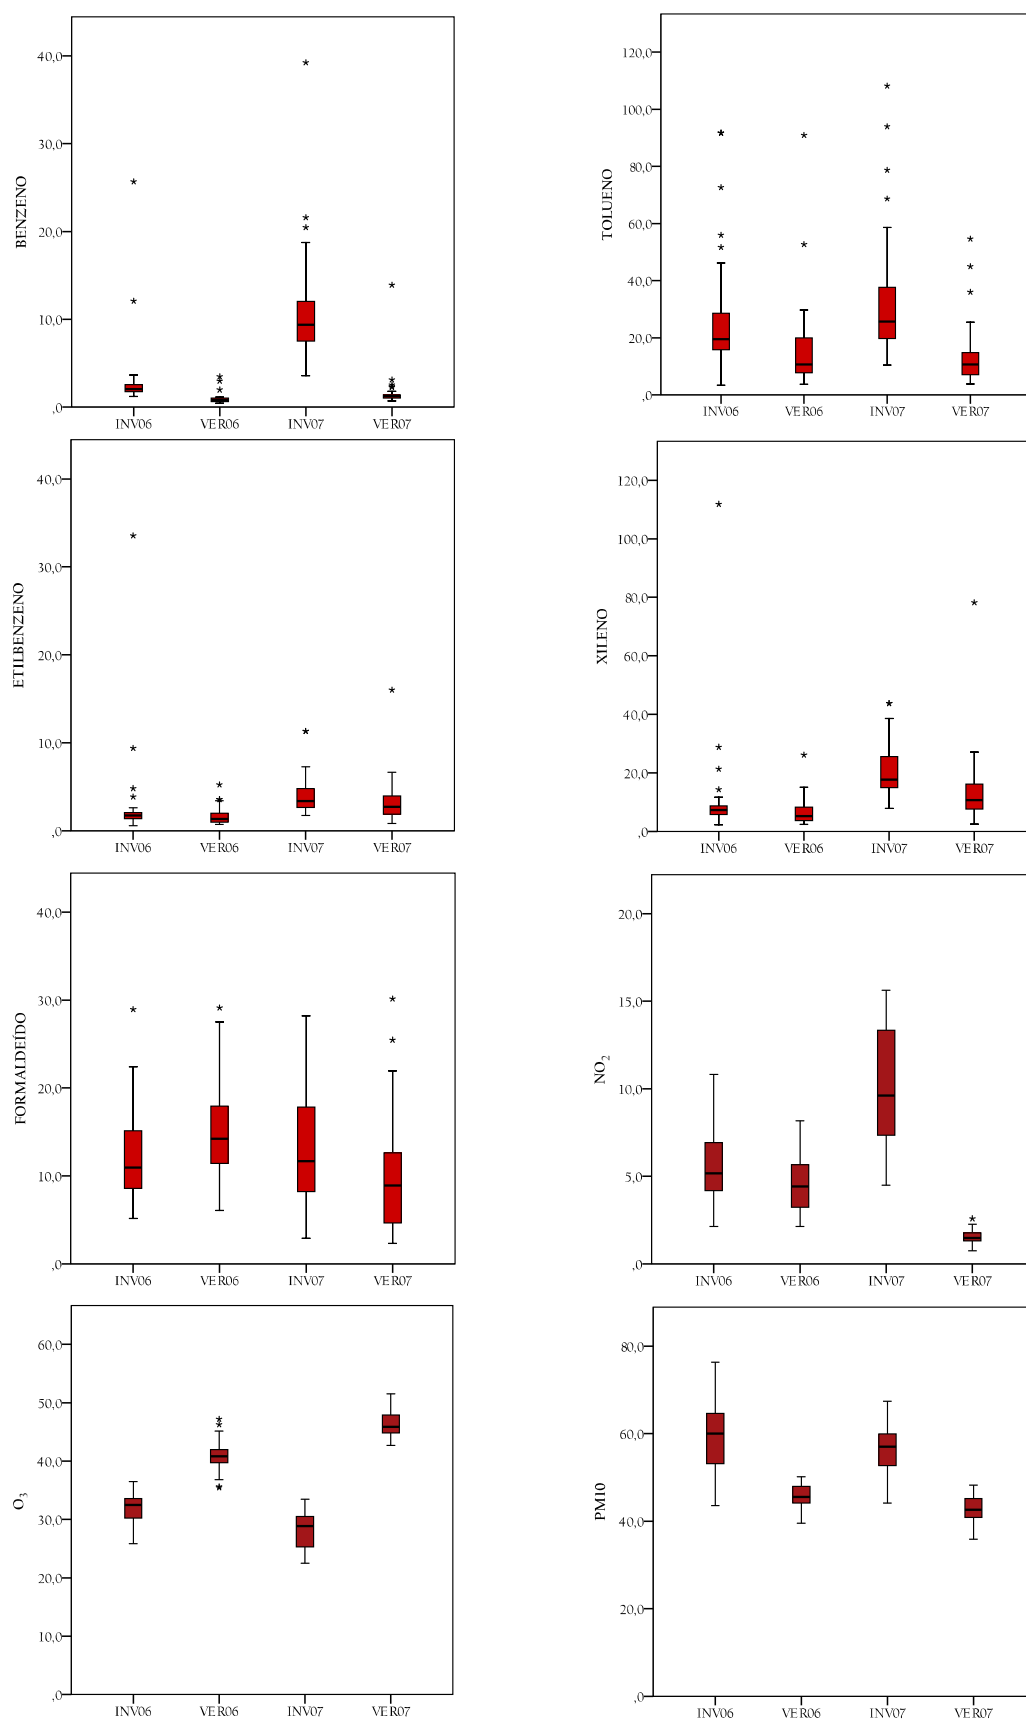 BENZENO
40,0
30,0
20,0
10,0
,0
INV06 VER06 INV07 VER07
TOLUENO
120,0
100,0
80,0
60,0
40,0
20,0
,0
INV06 VER06 INV07 VER07
ETILBENZENO
40,0
30,0
20,0
10,0
,0
INV06 VER06 INV07 VER07
XILENO
120,0
100,0
80,0
60,0
40,0
20,0
,0
INV06 VER06 INV07 VER07
FORMALDEÍDO
40,0
30,0
20,0
10,0
,0
INV06 VER06 INV07 VER07
NO₂
20,0
15,0
10,0
5,0
,0
INV06 VER06 INV07 VER07
O₃
60,0
50,0
40,0
30,0
20,0
10,0
,0
INV06 VER06 INV07 VER07
PM10
80,0
60,0
40,0
20,0
,0
INV06 VER06 INV07 VER07